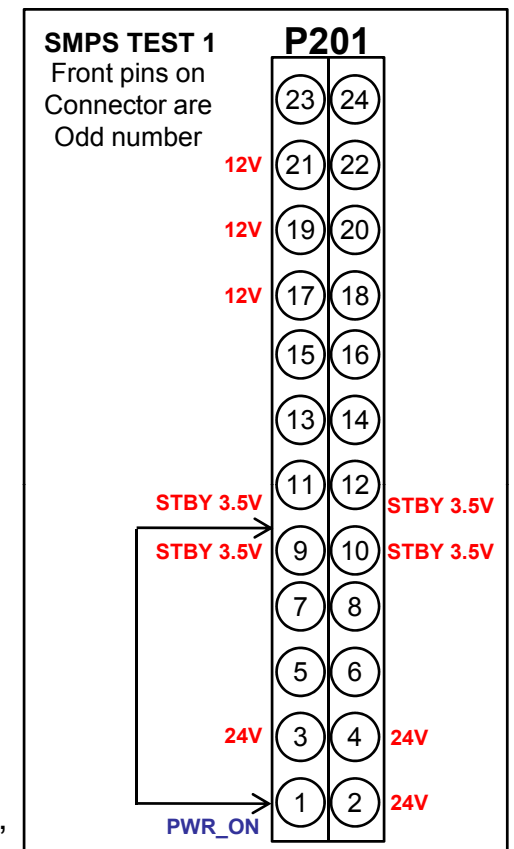 SMPS TEST 1
Front pins on
Connector are
Odd number
P201
23 24
12V 21 22
12V 19 20
12V 17 18
15 16
13 14
11 12
STBY 3.5V STBY 3.5V
STBY 3.5V 9 10 STBY 3.5V
7 8
5 6
24V 3 4 24V
1 2 24V
PWR_ON
,